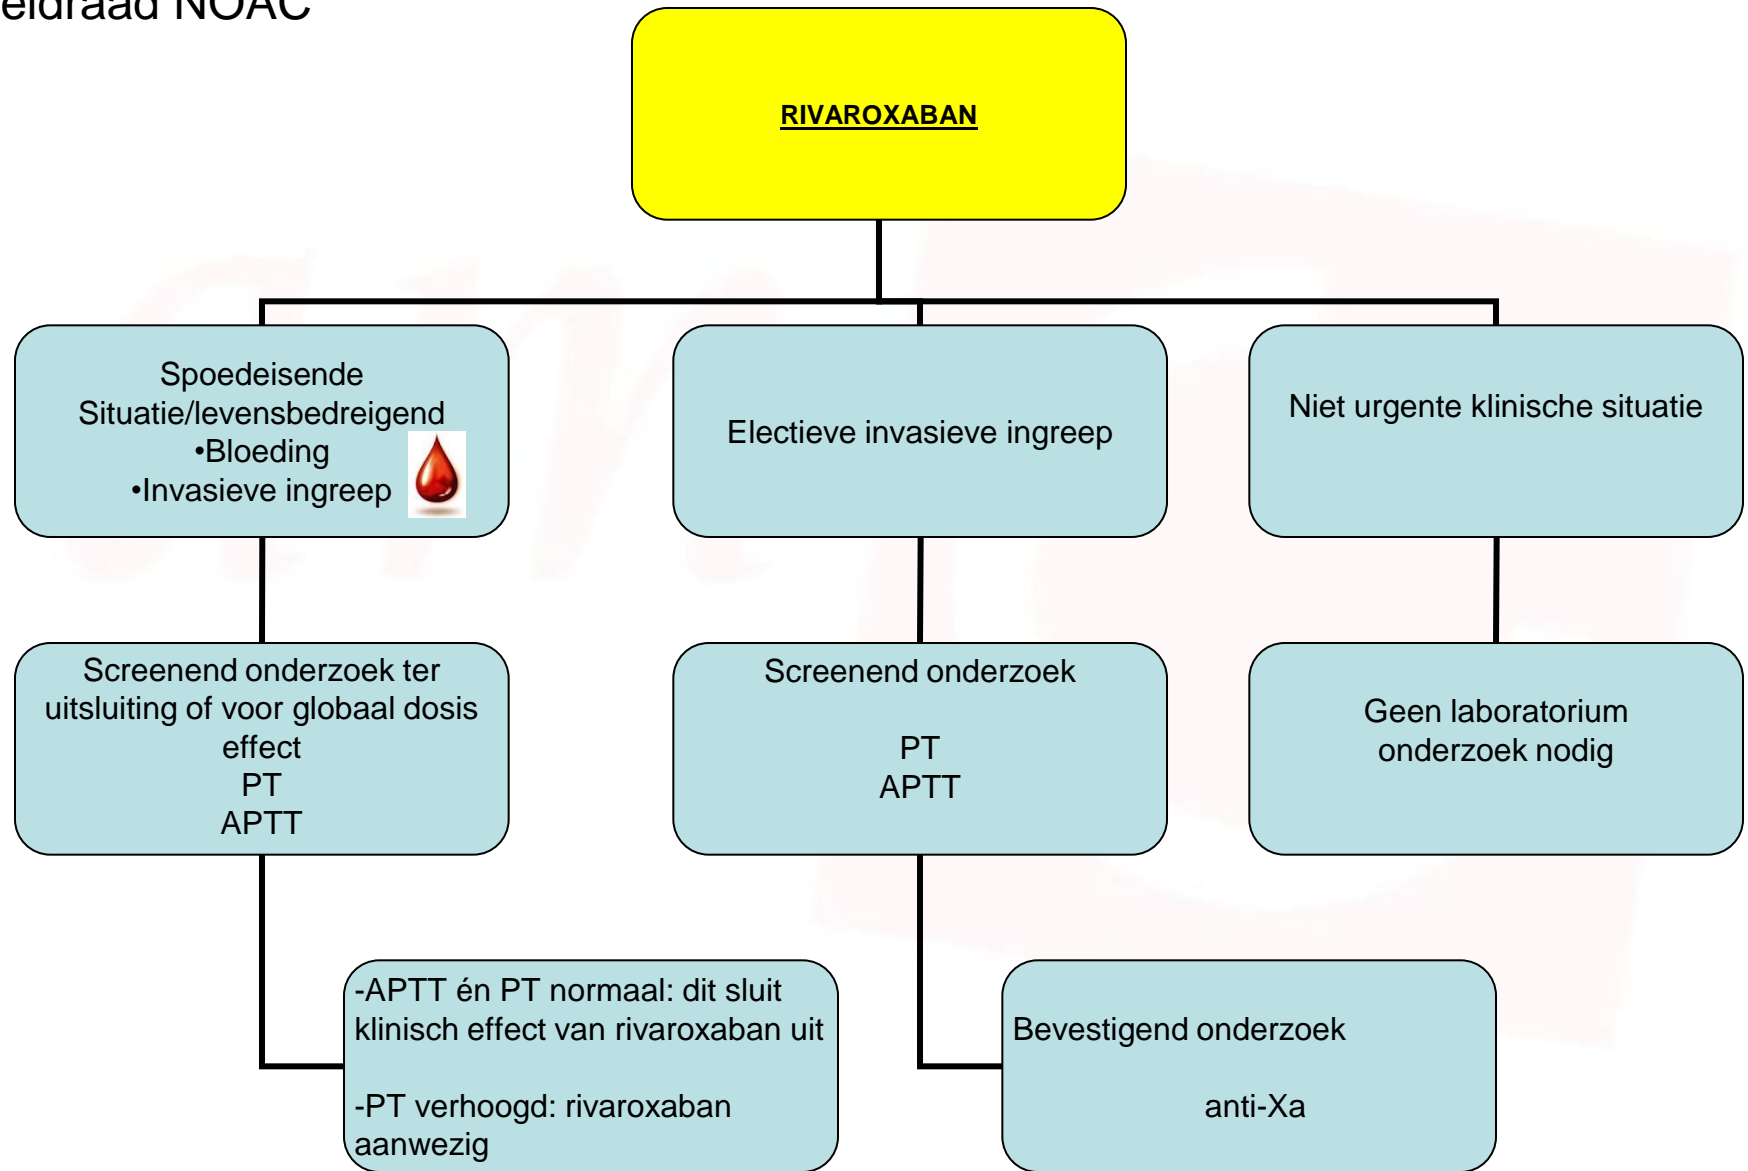 NOAC
RIVAROXABAN
Spoedeisende
Situatie/levensbedreigend
•Bloeding
•Invasieve ingreep
Electieve invasieve ingreep
Niet urgente klinische situatie
Screenend onderzoek ter
uitsluiting of voor globaal dosis
effect
PT
APTT
Screenend onderzoek
PT
APTT
Geen laboratorium
onderzoek nodig
-APTT én PT normaal: dit sluit
klinisch effect van rivaroxaban uit
-PT verhoogd: rivaroxaban
aanwezig
Bevestigend onderzoek
anti-Xa